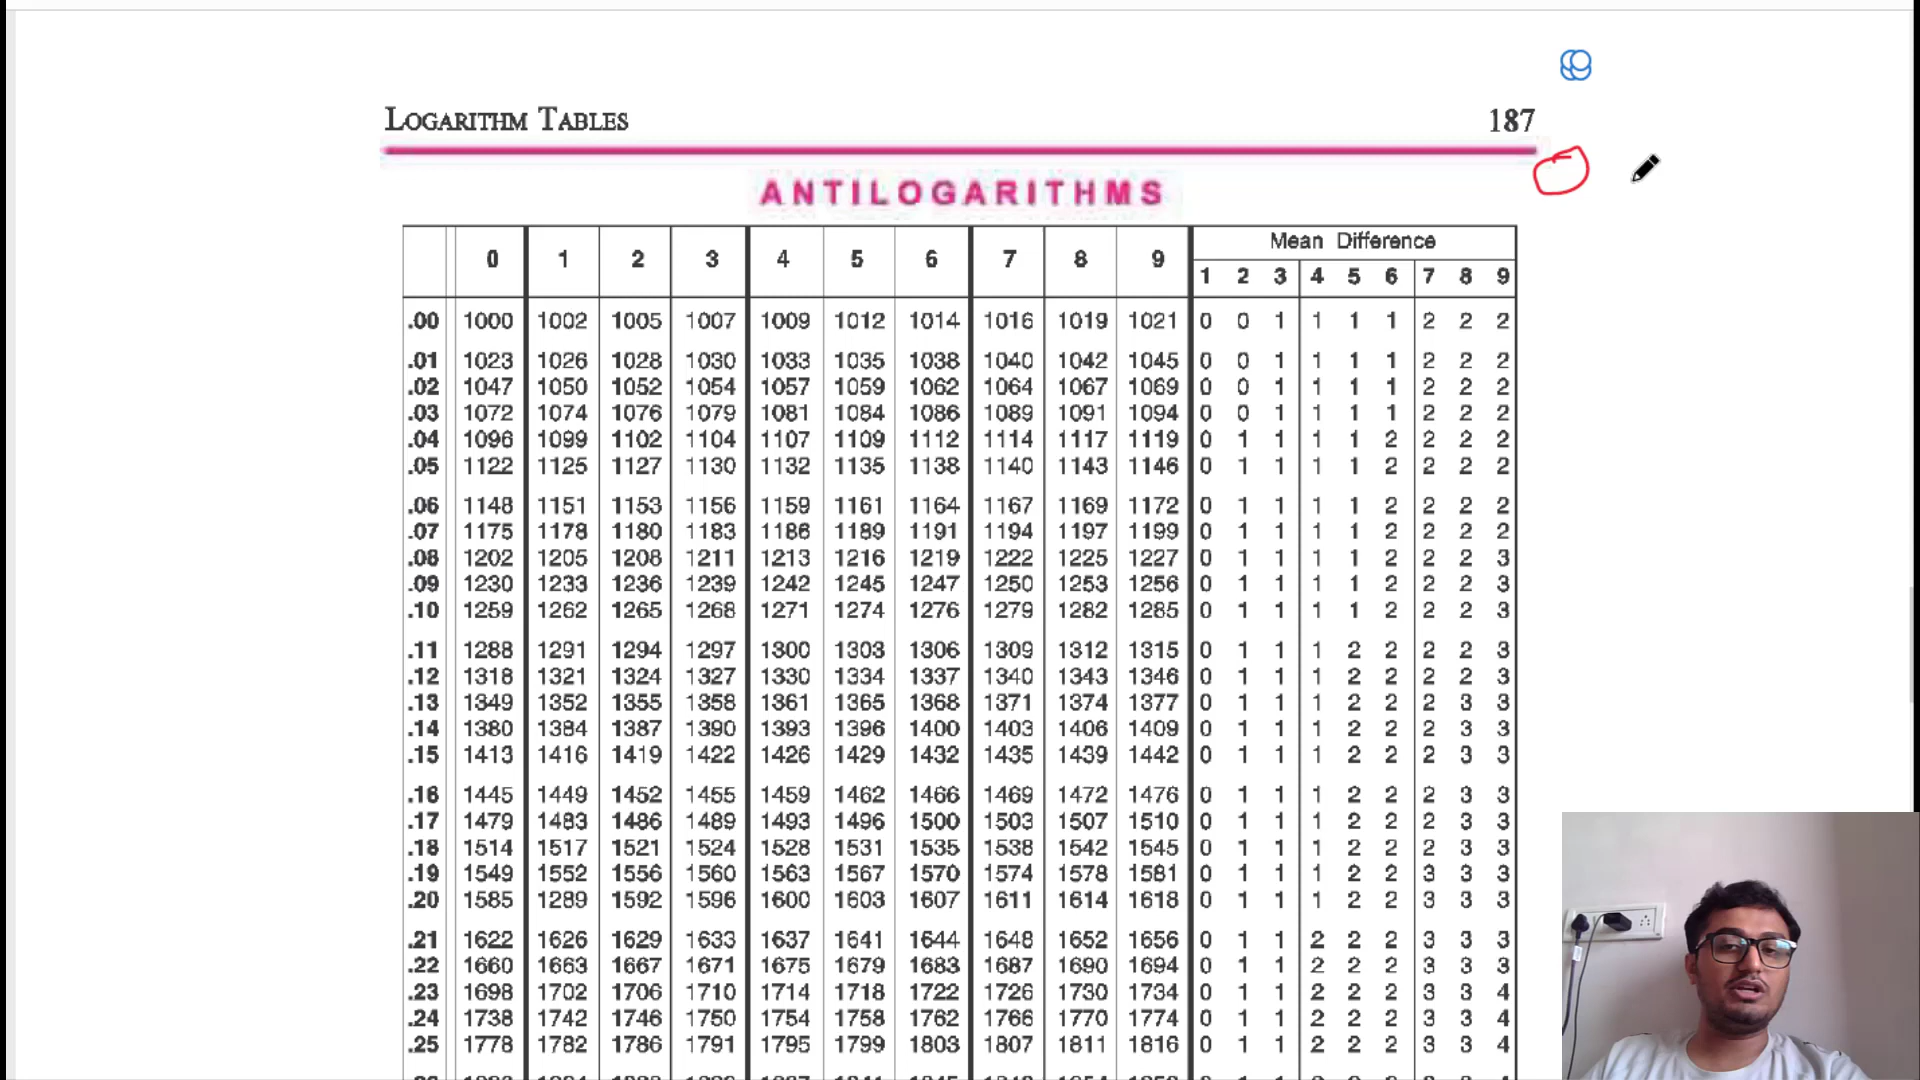 LOGARITHM TABLES 187
ANTILOGARITHMS
0 1 2 3 4 5 6 7 8 9 Mean Difference
1 2 3 4 5 6 7 8 9
.00 1000 1002 1005 1007 1009 1012 1014 1016 1019 1021 0 0 1 1 1 1 2 2 2
.01 1023 1026 1028 1030 1033 1035 1038 1040 1042 1045 0 0 1 1 1 1 2 2 2
.02 1047 1050 1052 1054 1057 1059 1062 1064 1067 1069 0 0 1 1 1 1 2 2 2
.03 1072 1074 1076 1079 1081 1084 1086 1089 1091 1094 0 0 1 1 1 1 2 2 2
.04 1096 1099 1102 1104 1107 1109 1112 1114 1117 1119 0 1 1 1 1 2 2 2 2
.05 1122 1125 1127 1130 1132 1135 1138 1140 1143 1146 0 1 1 1 1 2 2 2 2
.06 1148 1151 1153 1156 1159 1161 1164 1167 1169 1172 0 1 1 1 1 2 2 2 2
.07 1175 1178 1180 1183 1186 1189 1191 1194 1197 1199 0 1 1 1 1 2 2 2 2
.08 1202 1205 1208 1211 1213 1216 1219 1222 1225 1227 0 1 1 1 1 2 2 2 3
.09 1230 1233 1236 1239 1242 1245 1247 1250 1253 1256 0 1 1 1 1 2 2 2 3
.10 1259 1262 1265 1268 1271 1274 1276 1279 1282 1285 0 1 1 1 1 2 2 2 3
.11 1288 1291 1294 1297 1300 1303 1306 1309 1312 1315 0 1 1 1 2 2 2 2 3
.12 1318 1321 1324 1327 1330 1334 1337 1340 1343 1346 0 1 1 1 2 2 2 2 3
.13 1349 1352 1355 1358 1361 1365 1368 1371 1374 1377 0 1 1 1 2 2 2 3 3
.14 1380 1384 1387 1390 1393 1396 1400 1403 1406 1409 0 1 1 1 2 2 2 3 3
.15 1413 1416 1419 1422 1426 1429 1432 1435 1439 1442 0 1 1 1 2 2 2 3 3
.16 1445 1449 1452 1455 1459 1462 1466 1469 1472 1476 0 1 1 1 2 2 2 3 3
.17 1479 1483 1486 1489 1493 1496 1500 1503 1507 1510 0 1 1 1 2 2 2 3 3
.18 1514 1517 1521 1524 1528 1531 1535 1538 1542 1545 0 1 1 1 2 2 2 3 3
.19 1549 1552 1556 1560 1563 1567 1570 1574 1578 1581 0 1 1 1 2 2 3 3 3
.20 1585 1289 1592 1596 1600 1603 1607 1611 1614 1618 0 1 1 1 2 2 3 3 3
.21 1622 1626 1629 1633 1637 1641 1644 1648 1652 1656 0 1 1 2 2 2 3 3 3
.22 1660 1663 1667 1671 1675 1679 1683 1687 1690 1694 0 1 1 2 2 2 3 3 3
.23 1698 1702 1706 1710 1714 1718 1722 1726 1730 1734 0 1 1 2 2 2 3 3 4
.24 1738 1742 1746 1750 1754 1758 1762 1766 1770 1774 0 1 1 2 2 2 3 3 4
.25 1778 1782 1786 1791 1795 1799 1803 1807 1811 1816 0 1 1 2 2 2 3 3 4